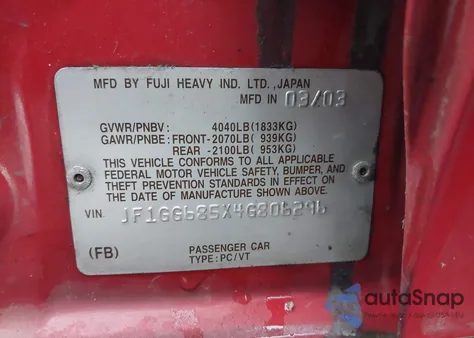 MFD BY FUJI HEAVY IND. LTD.,JAPAN
MFD IN 03/03
GVWR/PNBV: 4040LB(1833KG)
GAWR/PNBE: FRONT-2070LB( 939KG)
REAR -2100LB( 953KG)
THIS VEHICLE CONFORMS TO ALL APPLICABLE
FEDERAL MOTOR VEHICLE SAFETY, BUMPER, AND
THEFT PREVENTION STANDARDS IN EFFECT ON
THE DATE OF MANUFACTURE SHOWN ABOVE.
VIN. JF1GG685X4G806296
(FB) PASSENGER CAR
TYPE: PC/VT
autoSnap